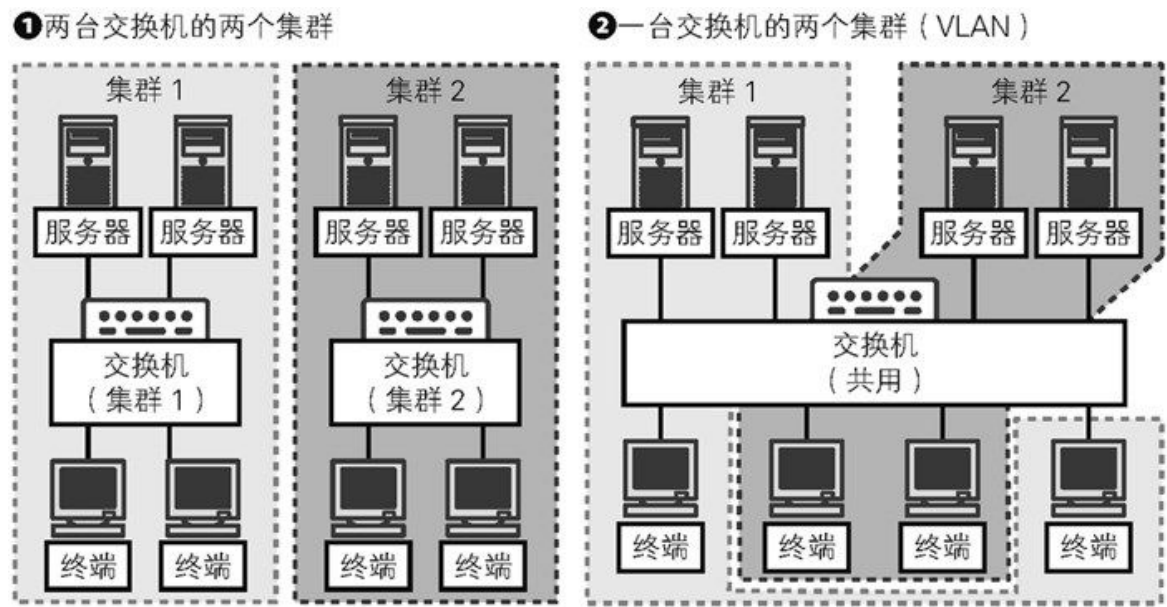 ❶两台交换机的两个集群
❷一台交换机的两个集群（VLAN）
集群 1
集群 2
服务器
服务器
服务器
服务器
交换机
（集群 1）
交换机
（集群 2）
终端
终端
终端
终端
集群 1
集群 2
服务器
服务器
服务器
服务器
交换机
（共用）
终端
终端
终端
终端